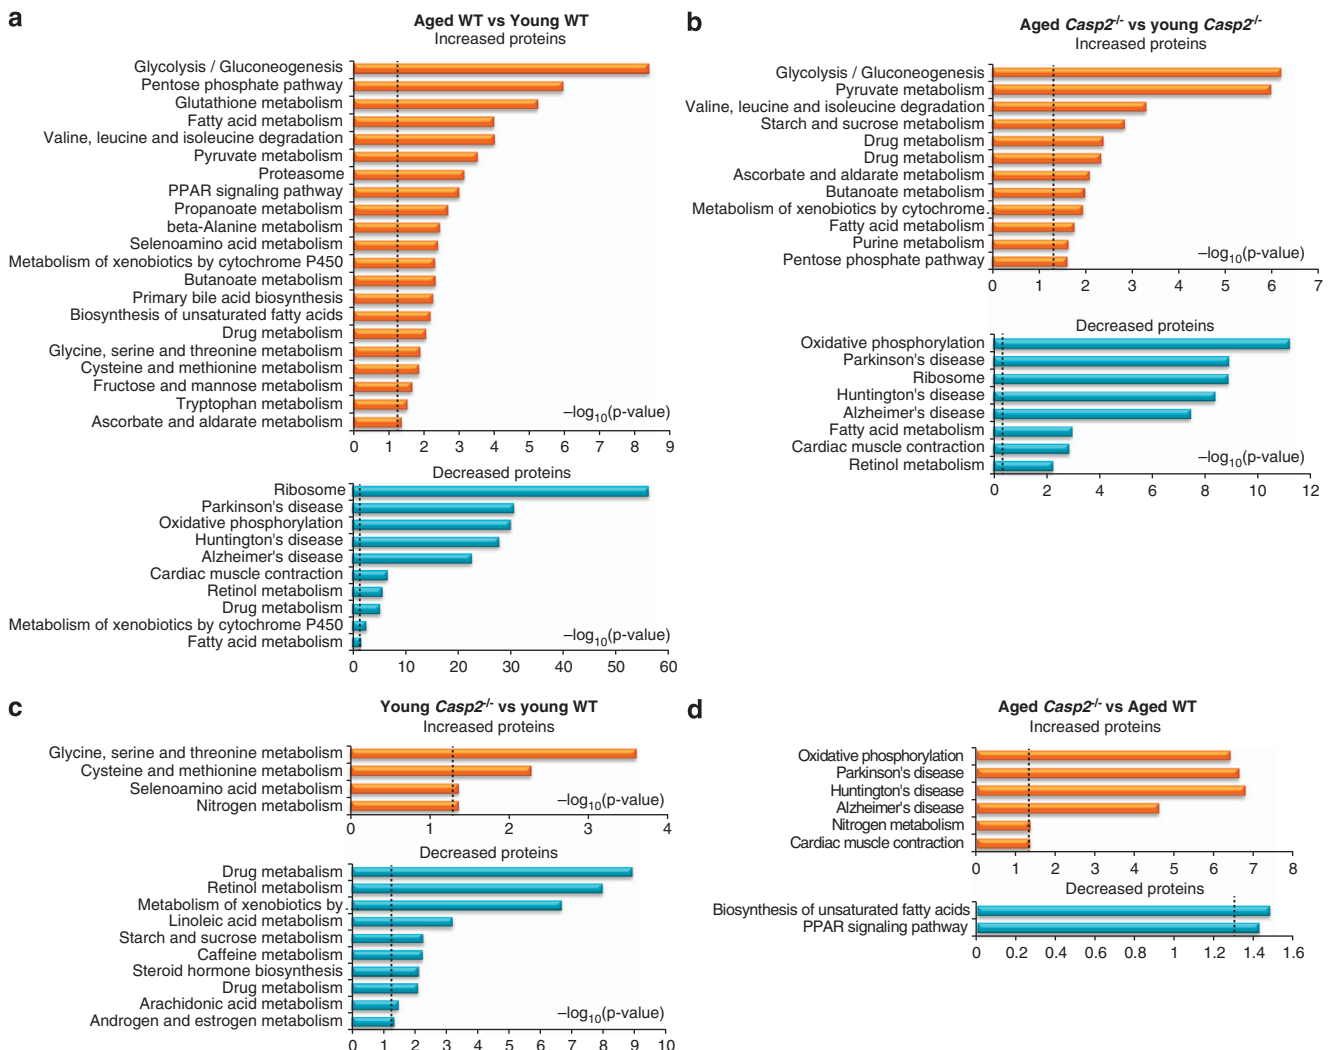 a
Aged WT vs Young WT
Increased proteins
Glycolysis / Gluconeogenesis
Pentose phosphate pathway
Glutathione metabolism
Fatty acid metabolism
Valine, leucine and isoleucine degradation
Pyruvate metabolism
Proteasome
PPAR signaling pathway
Propanoate metabolism
beta-Alanine metabolism
Selenoamino acid metabolism
Metabolism of xenobiotics by cytochrome P450
Butanoate metabolism
Primary bile acid biosynthesis
Biosynthesis of unsaturated fatty acids
Drug metabolism
Glycine, serine and threonine metabolism
Cysteine and methionine metabolism
Fructose and mannose metabolism
Tryptophan metabolism
Ascorbate and aldarate metabolism
–log10(p-value)
0 1 2 3 4 5 6 7 8 9
Decreased proteins
Ribosome
Parkinson's disease
Oxidative phosphorylation
Huntington's disease
Alzheimer's disease
Cardiac muscle contraction
Retinol metabolism
Drug metabolism
Metabolism of xenobiotics by cytochrome P450
Fatty acid metabolism
–log10(p-value)
0 10 20 30 40 50 60
b
Aged Casp2-/- vs young Casp2-/-
Increased proteins
Glycolysis / Gluconeogenesis
Pyruvate metabolism
Valine, leucine and isoleucine degradation
Starch and sucrose metabolism
Drug metabolism
Drug metabolism
Ascorbate and aldarate metabolism
Butanoate metabolism
Metabolism of xenobiotics by cytochrome.
Fatty acid metabolism
Purine metabolism
Pentose phosphate pathway
–log10(p-value)
0 1 2 3 4 5 6 7
Decreased proteins
Oxidative phosphorylation
Parkinson's disease
Ribosome
Huntington's disease
Alzheimer's disease
Fatty acid metabolism
Cardiac muscle contraction
Retinol metabolism
–log10(p-value)
0 2 4 6 8 10 12
c
Young Casp2-/- vs young WT
Increased proteins
Glycine, serine and threonine metabolism
Cysteine and methionine metabolism
Selenoamino acid metabolism
Nitrogen metabolism
–log10(p-value)
0 1 2 3 4
Decreased proteins
Drug metabalism
Retinol metabolism
Metabolism of xenobiotics by..
Linoleic acid metabolism
Starch and sucrose metabolism
Caffeine metabolism
Steroid hormone biosynthesis
Drug metabolism
Arachidonic acid metabolism
Androgen and estrogen metabolism
–log10(p-value)
0 1 2 3 4 5 6 7 8 9 10
d
Aged Casp2-/- vs Aged WT
Increased proteins
Oxidative phosphorylation
Parkinson's disease
Huntington's disease
Alzheimer's disease
Nitrogen metabolism
Cardiac muscle contraction
0 1 2 3 4 5 6 7 8
Decreased proteins
Biosynthesis of unsaturated fatty acids
PPAR signaling pathway
0 0.2 0.4 0.6 0.8 1 1.2 1.4 1.6